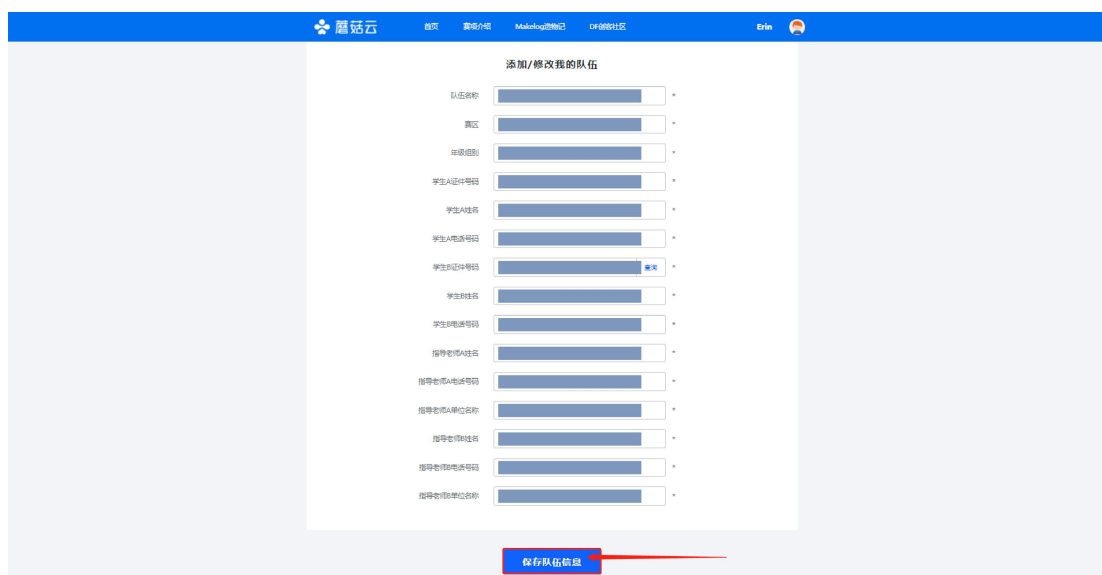 蘑菇云 首页 赛项介绍 Makelog造物记 DF创客社区 Erin
添加/修改我的队伍
队伍名称 *
赛区 *
年级组别 *
学生A证件号码 *
学生A姓名 *
学生A电话号码 *
学生B证件号码 查询 *
学生B姓名 *
学生B电话号码 *
指导老师A姓名 *
指导老师A电话号码 *
指导老师A单位名称 *
指导老师B姓名 *
指导老师B电话号码 *
指导老师B单位名称 *
保存队伍信息